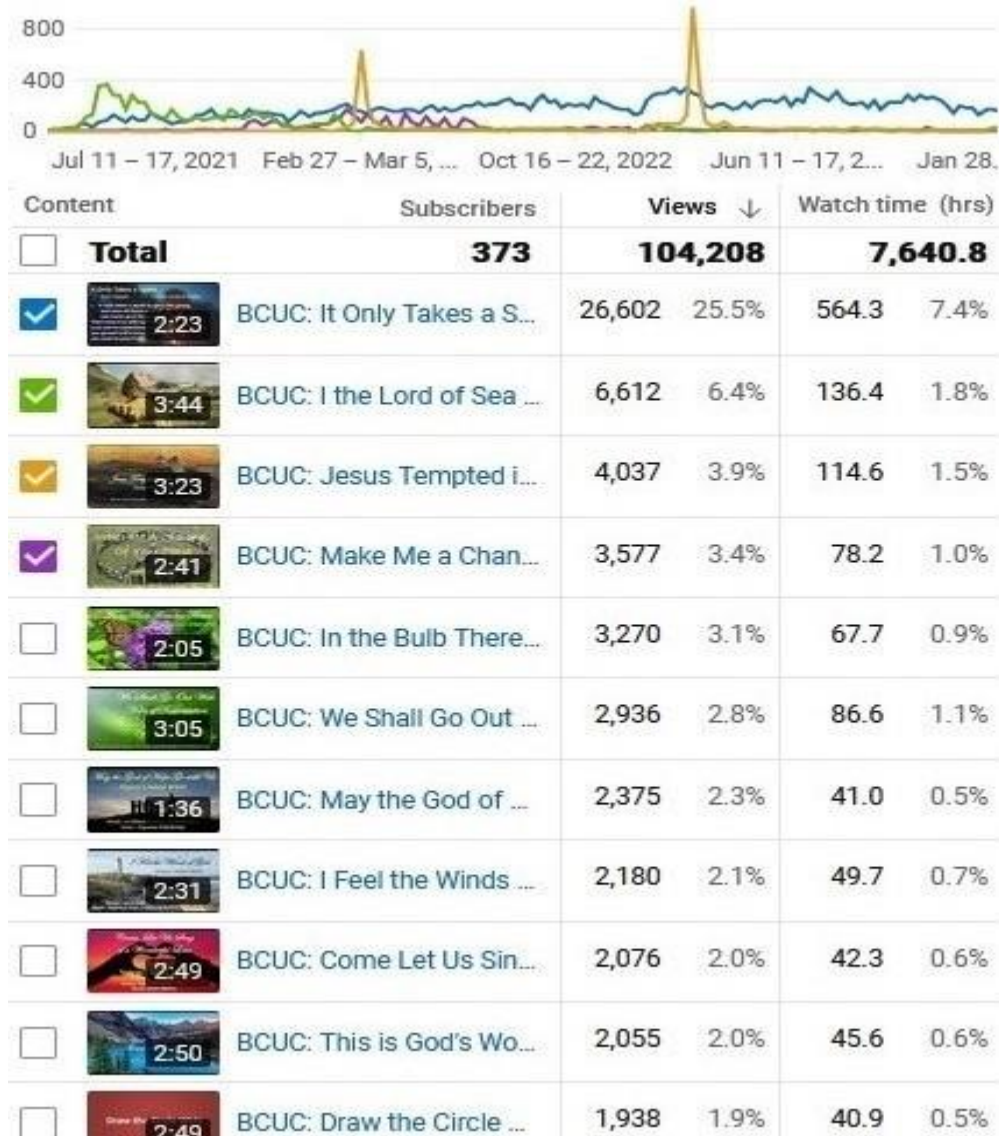 800
400
0
Jul 11 – 17, 2021 Feb 27 – Mar 5, ... Oct 16 – 22, 2022 Jun 11 – 17, 2... Jan 28.
Content Subscribers Views ↓ Watch time (hrs)
Total 373 104,208 7,640.8
2:23 BCUC: It Only Takes a S... 26,602 25.5% 564.3 7.4%
3:44 BCUC: I the Lord of Sea ... 6,612 6.4% 136.4 1.8%
3:23 BCUC: Jesus Tempted i... 4,037 3.9% 114.6 1.5%
2:41 BCUC: Make Me a Chan... 3,577 3.4% 78.2 1.0%
2:05 BCUC: In the Bulb There... 3,270 3.1% 67.7 0.9%
3:05 BCUC: We Shall Go Out ... 2,936 2.8% 86.6 1.1%
1:36 BCUC: May the God of ... 2,375 2.3% 41.0 0.5%
2:31 BCUC: I Feel the Winds ... 2,180 2.1% 49.7 0.7%
2:49 BCUC: Come Let Us Sin... 2,076 2.0% 42.3 0.6%
2:50 BCUC: This is God's Wo... 2,055 2.0% 45.6 0.6%
2:49 BCUC: Draw the Circle ... 1,938 1.9% 40.9 0.5%